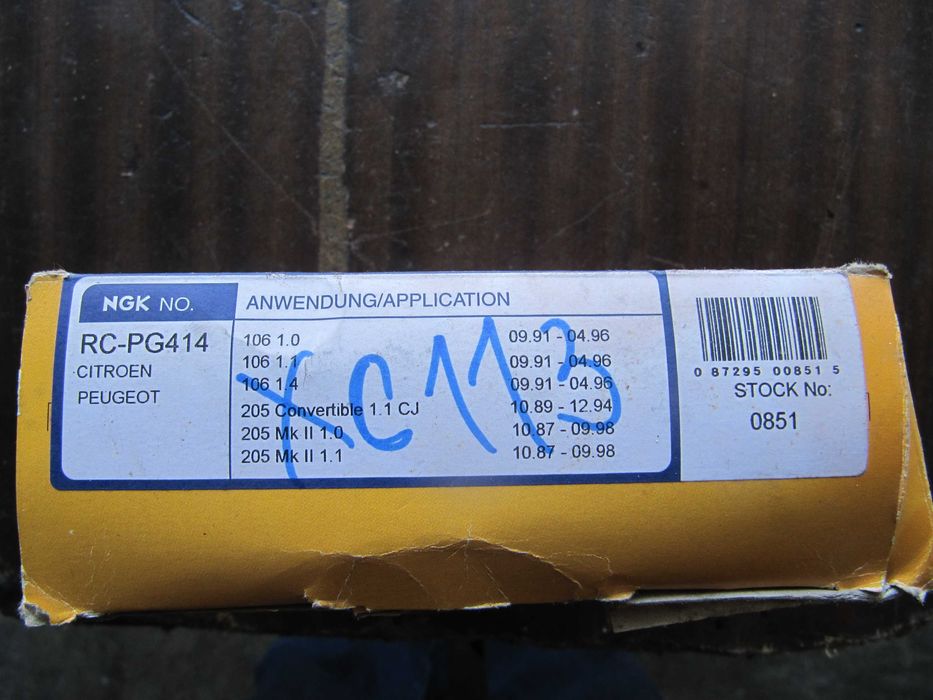 NGK NO.
ANWENDUNG/APPLICATION
RC-PG414
CITROEN
PEUGEOT
106 1.0 09.91 - 04.96
106 1.1 09.91 - 04.96
106 1.4 09.91 - 04.96
205 Convertible 1.1 CJ 10.89 - 12.94
205 Mk II 1.0 10.87 - 09.98
205 Mk II 1.1 10.87 - 09.98
XC113
0 87295 00851 5
STOCK No:
0851